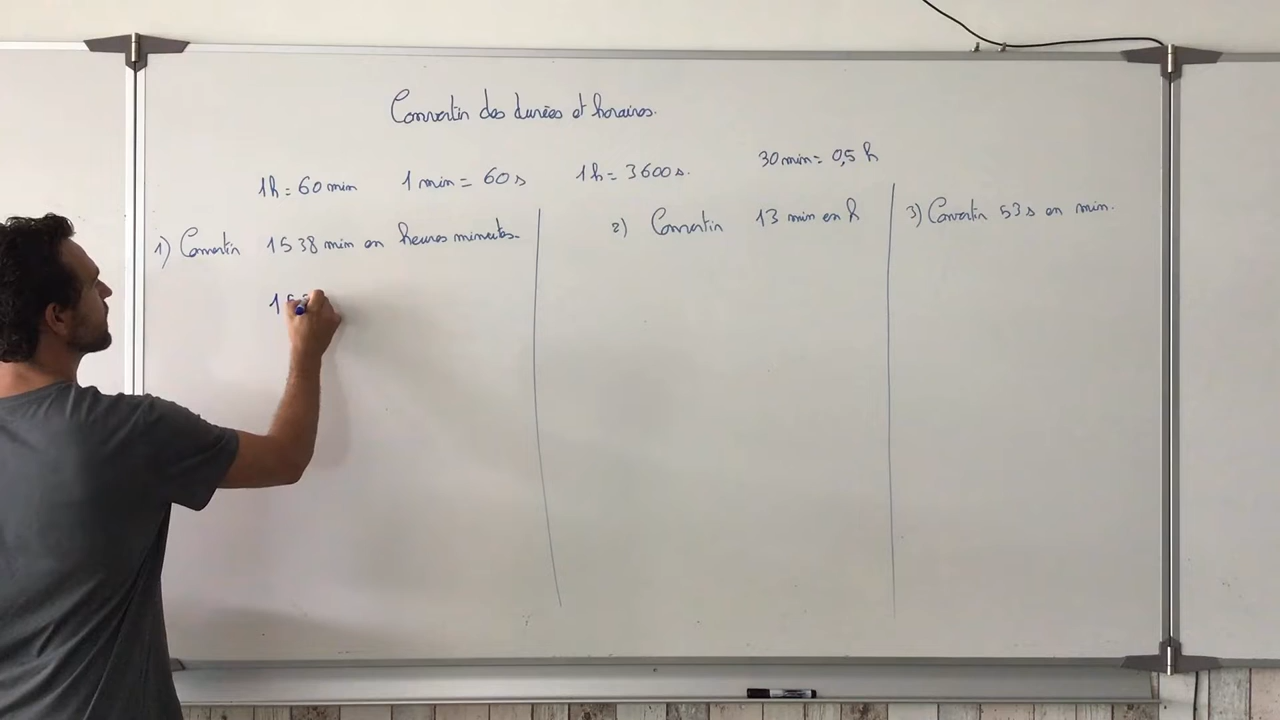 Convertir des durées et horaires.
1h = 60 min 1 min = 60 s 1h = 3600 s. 30 min = 0,5 h
1) Convertir 1538 min en heures minutes.
153
2) Convertir 13 min en h
3) Convertir 53 s en min.